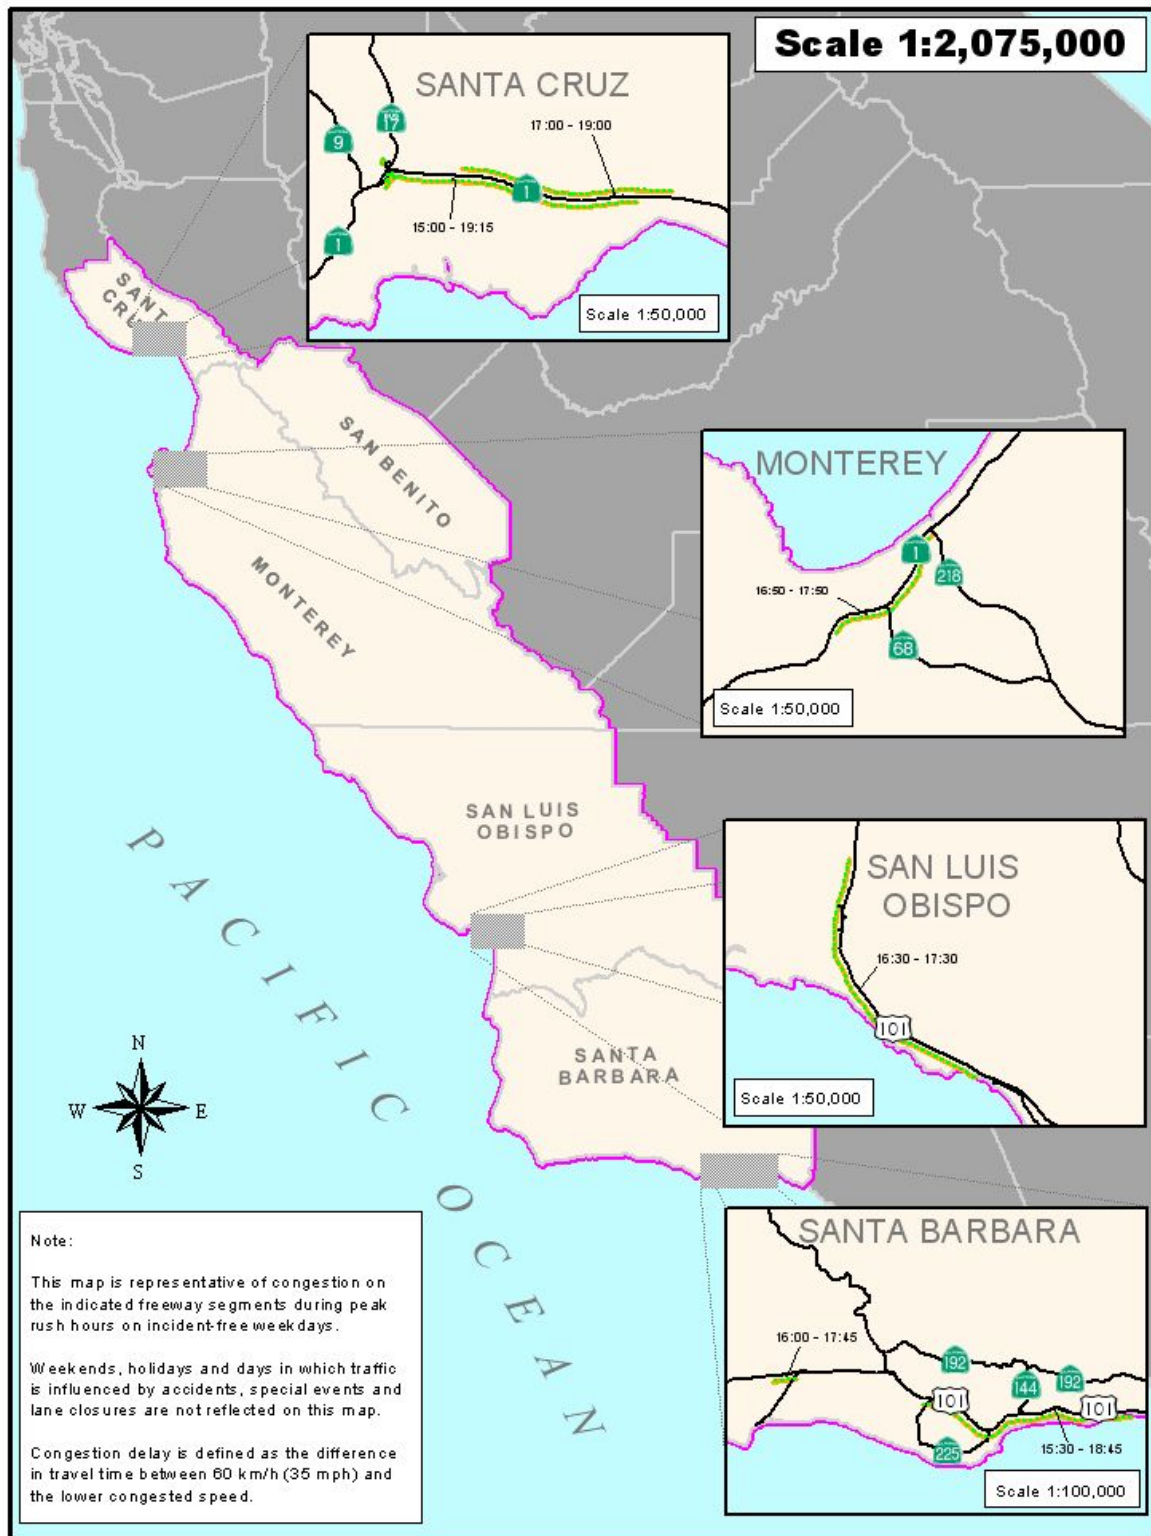 Scale 1:2,075,000
SANTA CRUZ
17
9
17:00 - 19:00
1
15:00 - 19:15
1
Scale 1:50,000
SANT
CRU
SAN BENITO
MONTEREY
MONTEREY
1
218
16:50 - 17:50
68
Scale 1:50,000
SAN LUIS
OBISPO
SAN LUIS
OBISPO
16:30 - 17:30
101
Scale 1:50,000
PACIFIC OCEAN
SANTA
BARBARA
N
W
E
S
SANTA BARBARA
16:00 - 17:45
192
144
192
101
101
225
15:30 - 18:45
Scale 1:100,000
Note:
This map is representative of congestion on
the indicated freeway segments during peak
rush hours on incident-free weekdays.
Weekends, holidays and days in which traffic
is influenced by accidents, special events and
lane closures are not reflected on this map.
Congestion delay is defined as the difference
in travel time between 60 km/h (35 mph) and
the lower congested speed.